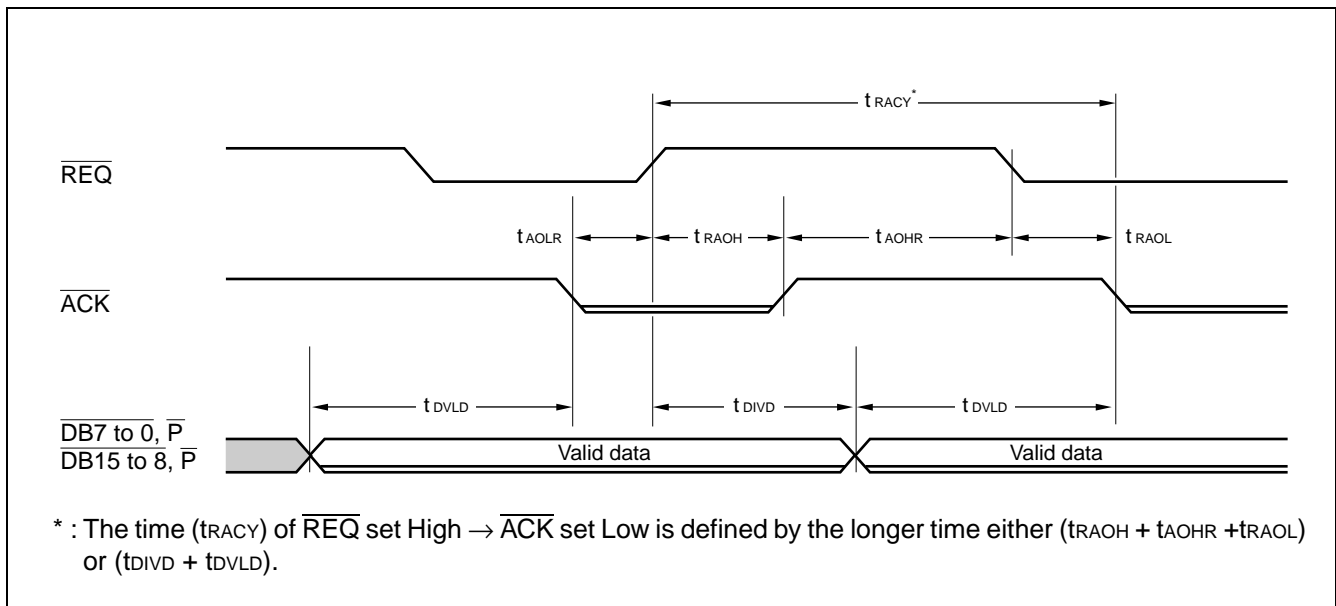 t RACY*
REQ
t AOLR t RAOH t AOHR t RAOL
ACK
t DVLD t DIVD t DVLD
DB7 to 0, P
DB15 to 8, P
Valid data Valid data
* : The time (tRACY) of REQ set High → ACK set Low is defined by the longer time either (tRAOH + tAOHR +tRAOL)
or (tDIVD + tDVLD).